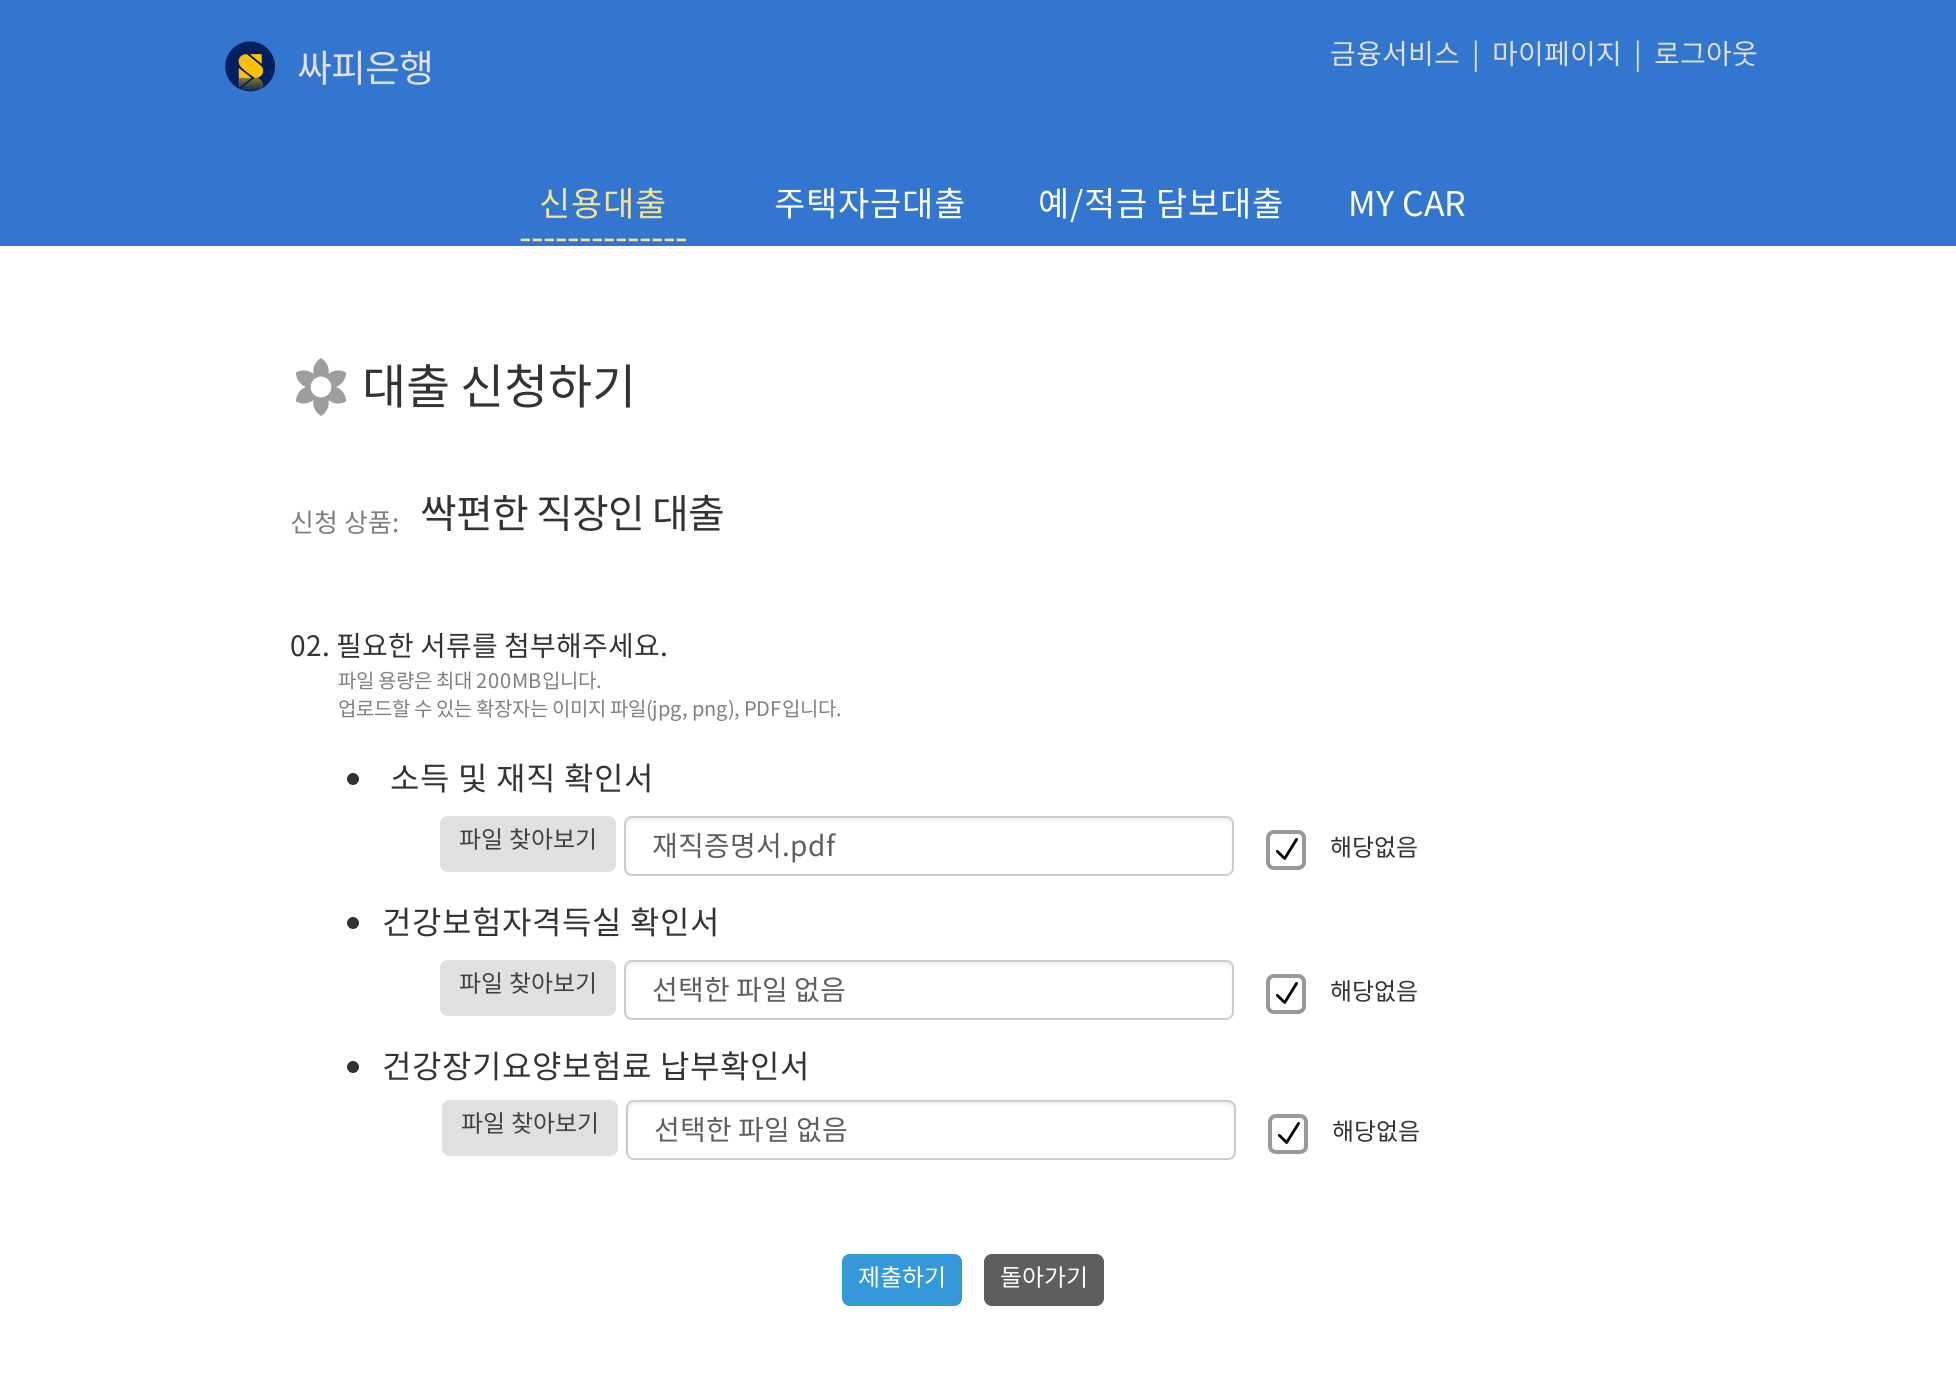 싸피은행
금융서비스 | 마이페이지 | 로그아웃
신용대출 주택자금대출 예/적금 담보대출 MY CAR
대출 신청하기
신청 상품: 싹편한 직장인 대출
02. 필요한 서류를 첨부해주세요.
파일 용량은 최대 200MB입니다.
업로드할 수 있는 확장자는 이미지 파일(jpg, png), PDF입니다.
• 소득 및 재직 확인서
파일 찾아보기 재직증명서.pdf 해당없음
• 건강보험자격득실 확인서
파일 찾아보기 선택한 파일 없음 해당없음
• 건강장기요양보험료 납부확인서
파일 찾아보기 선택한 파일 없음 해당없음
제출하기 돌아가기